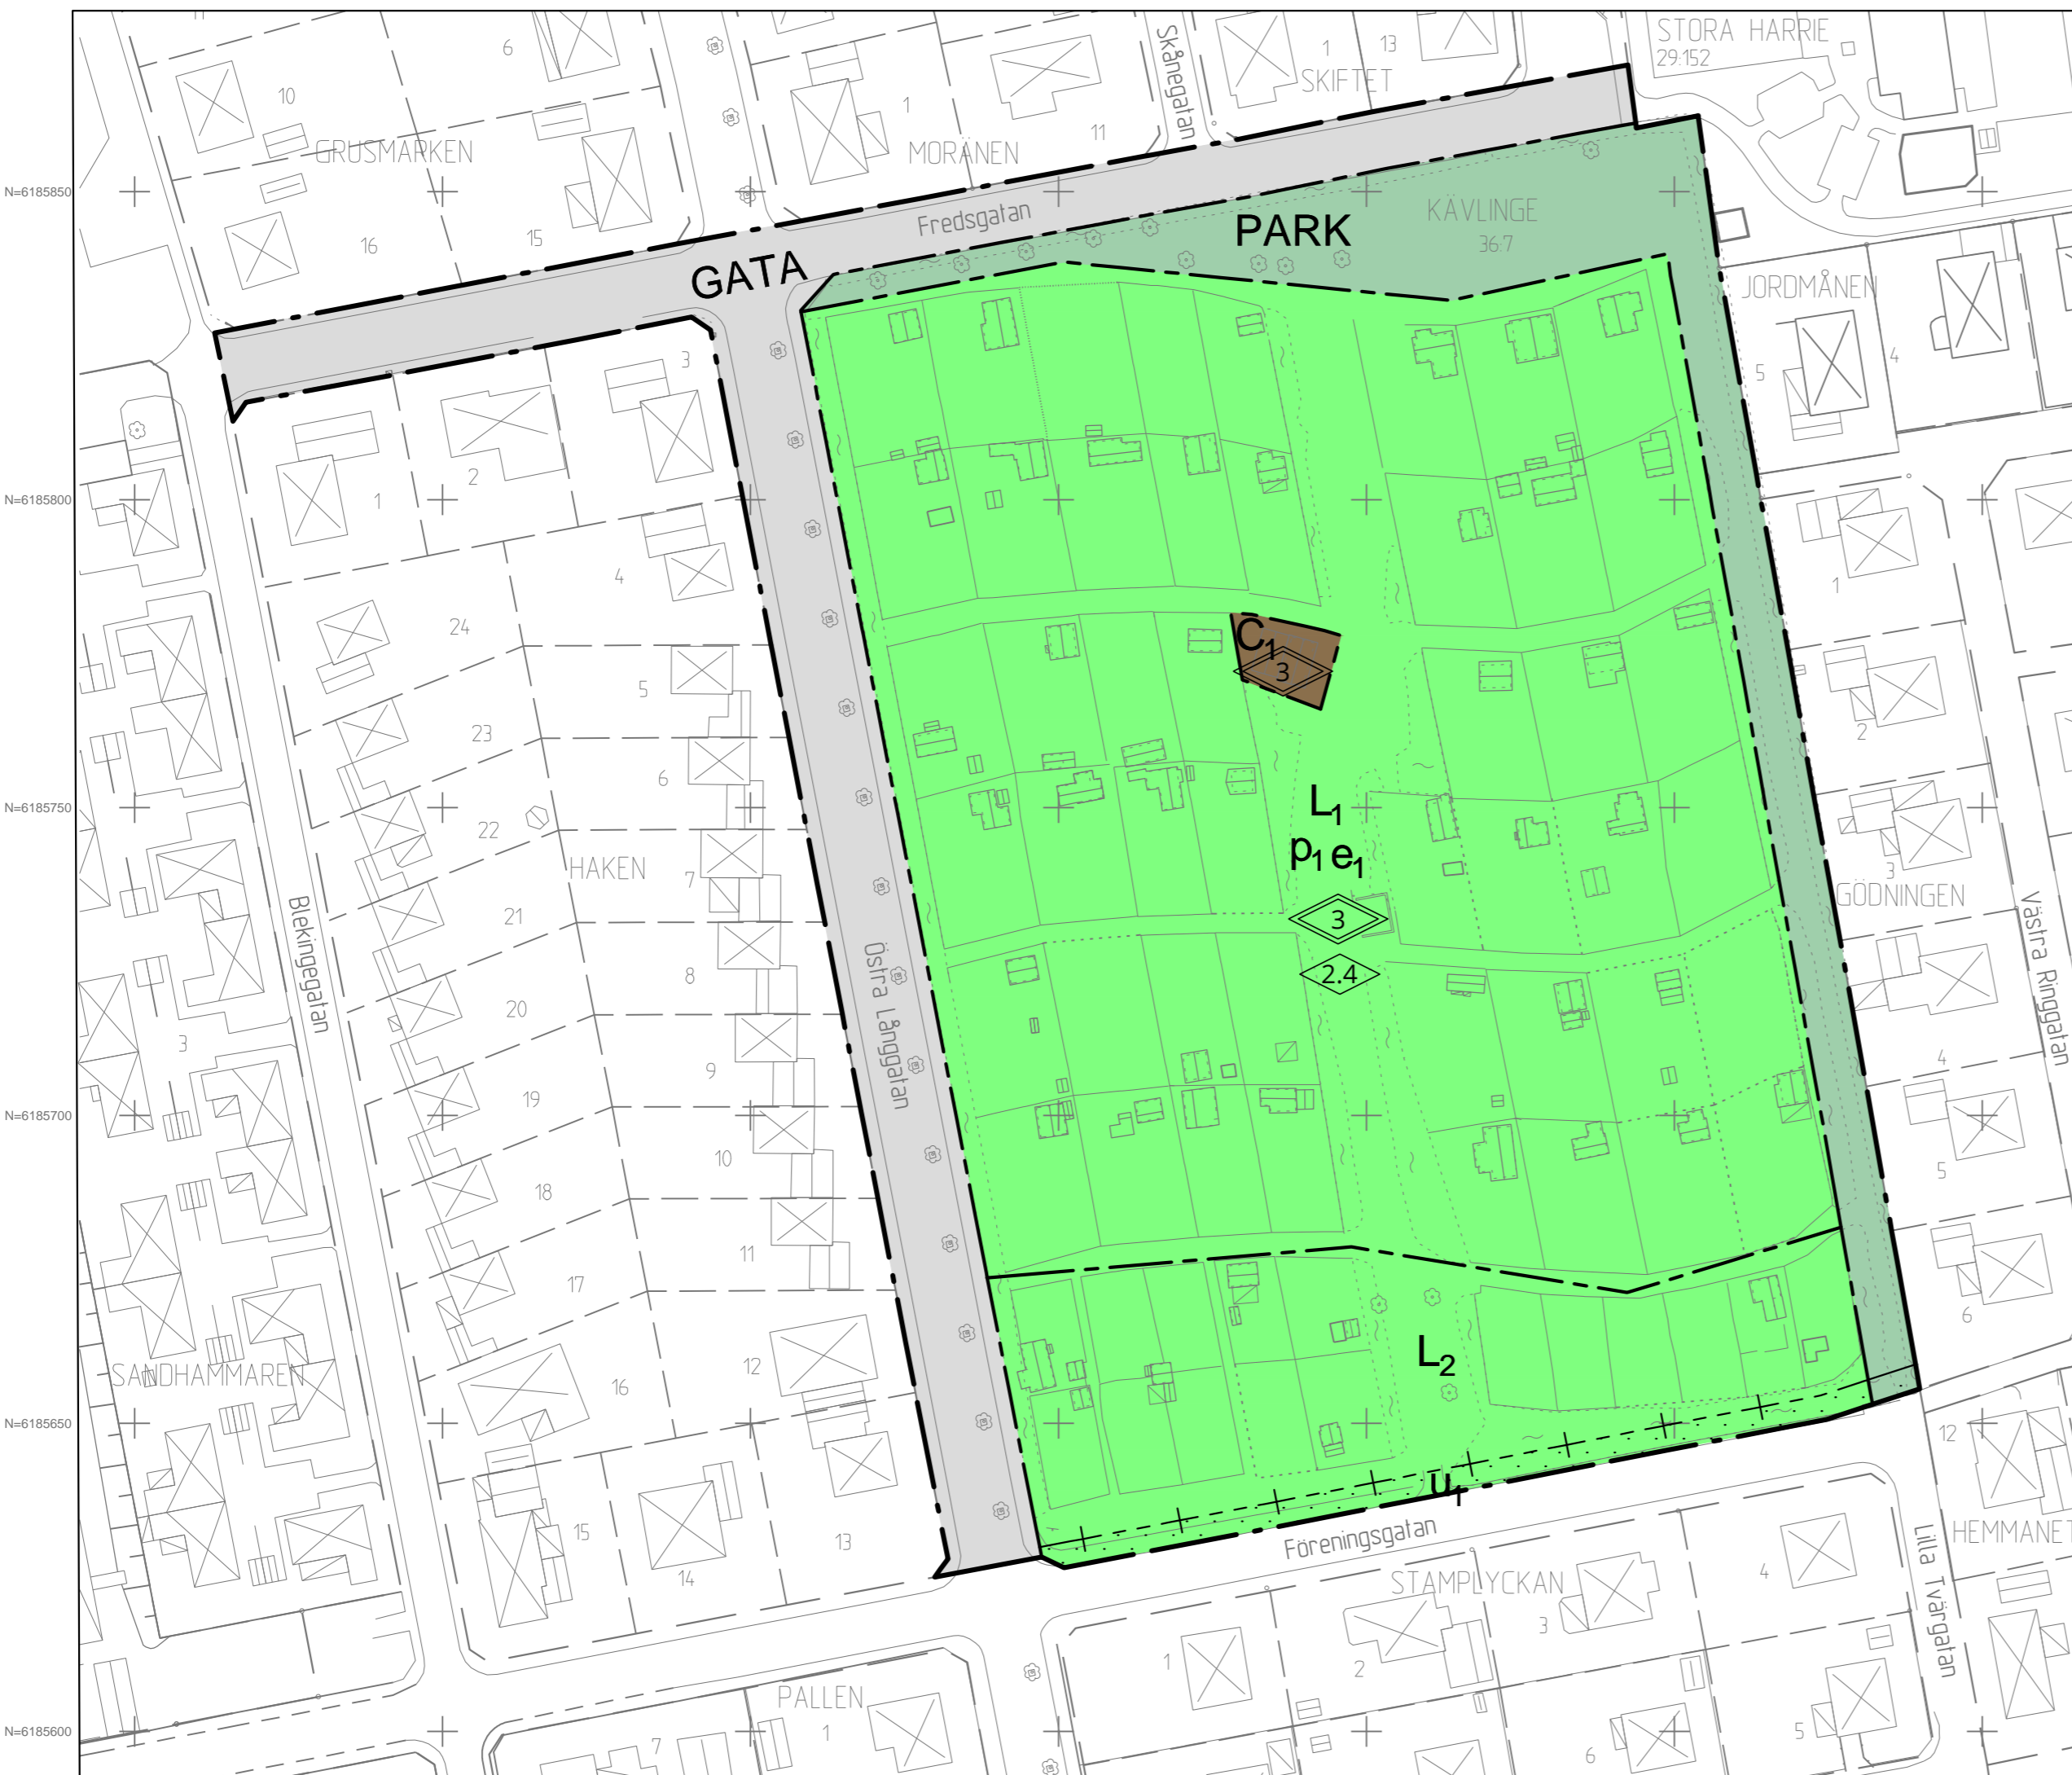 6
13
1
STORA HARRIE
29:152
SKIFTET
10
1
11
Skånegatan
GRUSMARKEN
MORÄNEN
N=6185850
Fredsgatan
PARK
KÄVLINGE
36:7
16
15
GATA
JORDMÅNEN
3
5
4
1
2
N=6185800
4
1
24
C1
3
5
2
23
6
L1
p1 e1
N=6185750
22
HAKEN
7
3
GÖDNINGEN
21
3
Blekingegatan
Östra Långgatan
Västra Ringgatan
8
2.4
20
3
9
4
19
N=6185700
10
18
5
11
17
6
12
L2
SANDHAMMAREN
16
N=6185650
12
u1
15
13
Föreningsgatan
HEMMANET
14
STAMPLYCKAN
4
Lilla Tvärgatan
3
1
2
PALLEN
1
N=6185600
7
6
5